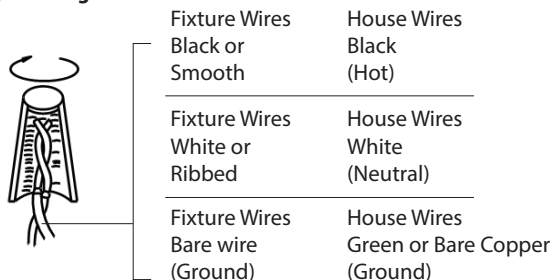 Fixture Wires House Wires
Black or Black
Smooth (Hot)
Fixture Wires House Wires
White or White
Ribbed (Neutral)
Fixture Wires House Wires
Bare wire Green or Bare Copper
(Ground) (Ground)